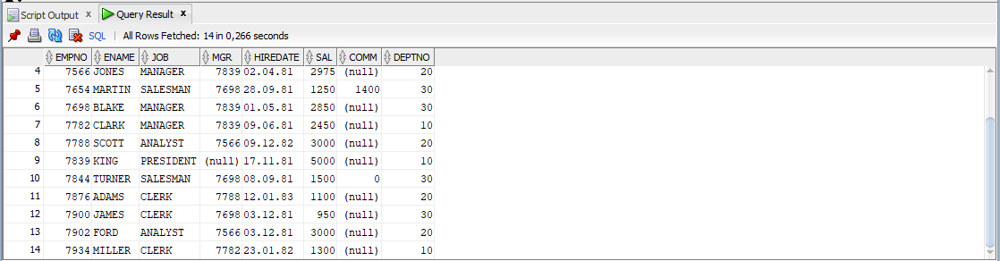 Script Output x Query Result x
SQL | All Rows Fetched: 14 in 0,266 seconds
EMPNO ENAME JOB MGR HIREDATE SAL COMM DEPTNO
4 7566 JONES MANAGER 7839 02.04.81 2975 (null) 20
5 7654 MARTIN SALESMAN 7698 28.09.81 1250 1400 30
6 7698 BLAKE MANAGER 7839 01.05.81 2850 (null) 30
7 7782 CLARK MANAGER 7839 09.06.81 2450 (null) 10
8 7788 SCOTT ANALYST 7566 09.12.82 3000 (null) 20
9 7839 KING PRESIDENT (null) 17.11.81 5000 (null) 10
10 7844 TURNER SALESMAN 7698 08.09.81 1500 0 30
11 7876 ADAMS CLERK 7788 12.01.83 1100 (null) 20
12 7900 JAMES CLERK 7698 03.12.81 950 (null) 30
13 7902 FORD ANALYST 7566 03.12.81 3000 (null) 20
14 7934 MILLER CLERK 7782 23.01.82 1300 (null) 10